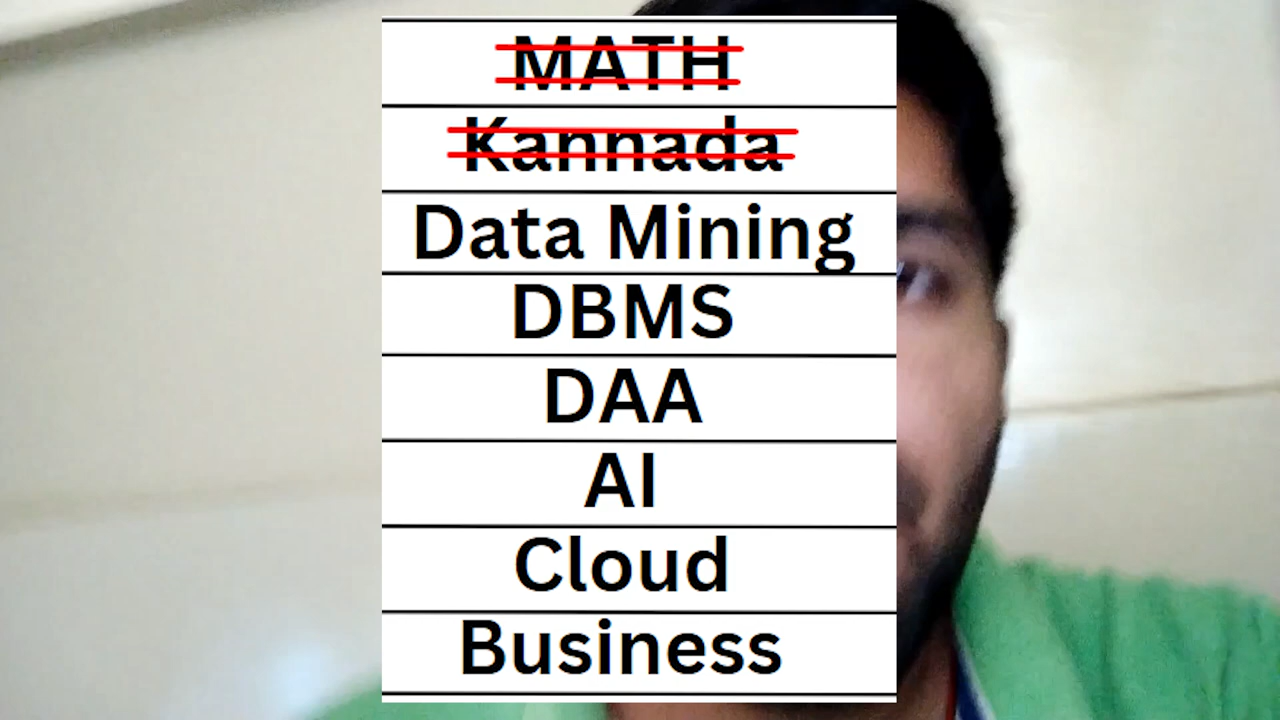 MATH
Kannada
Data Mining
DBMS
DAA
AI
Cloud
Business